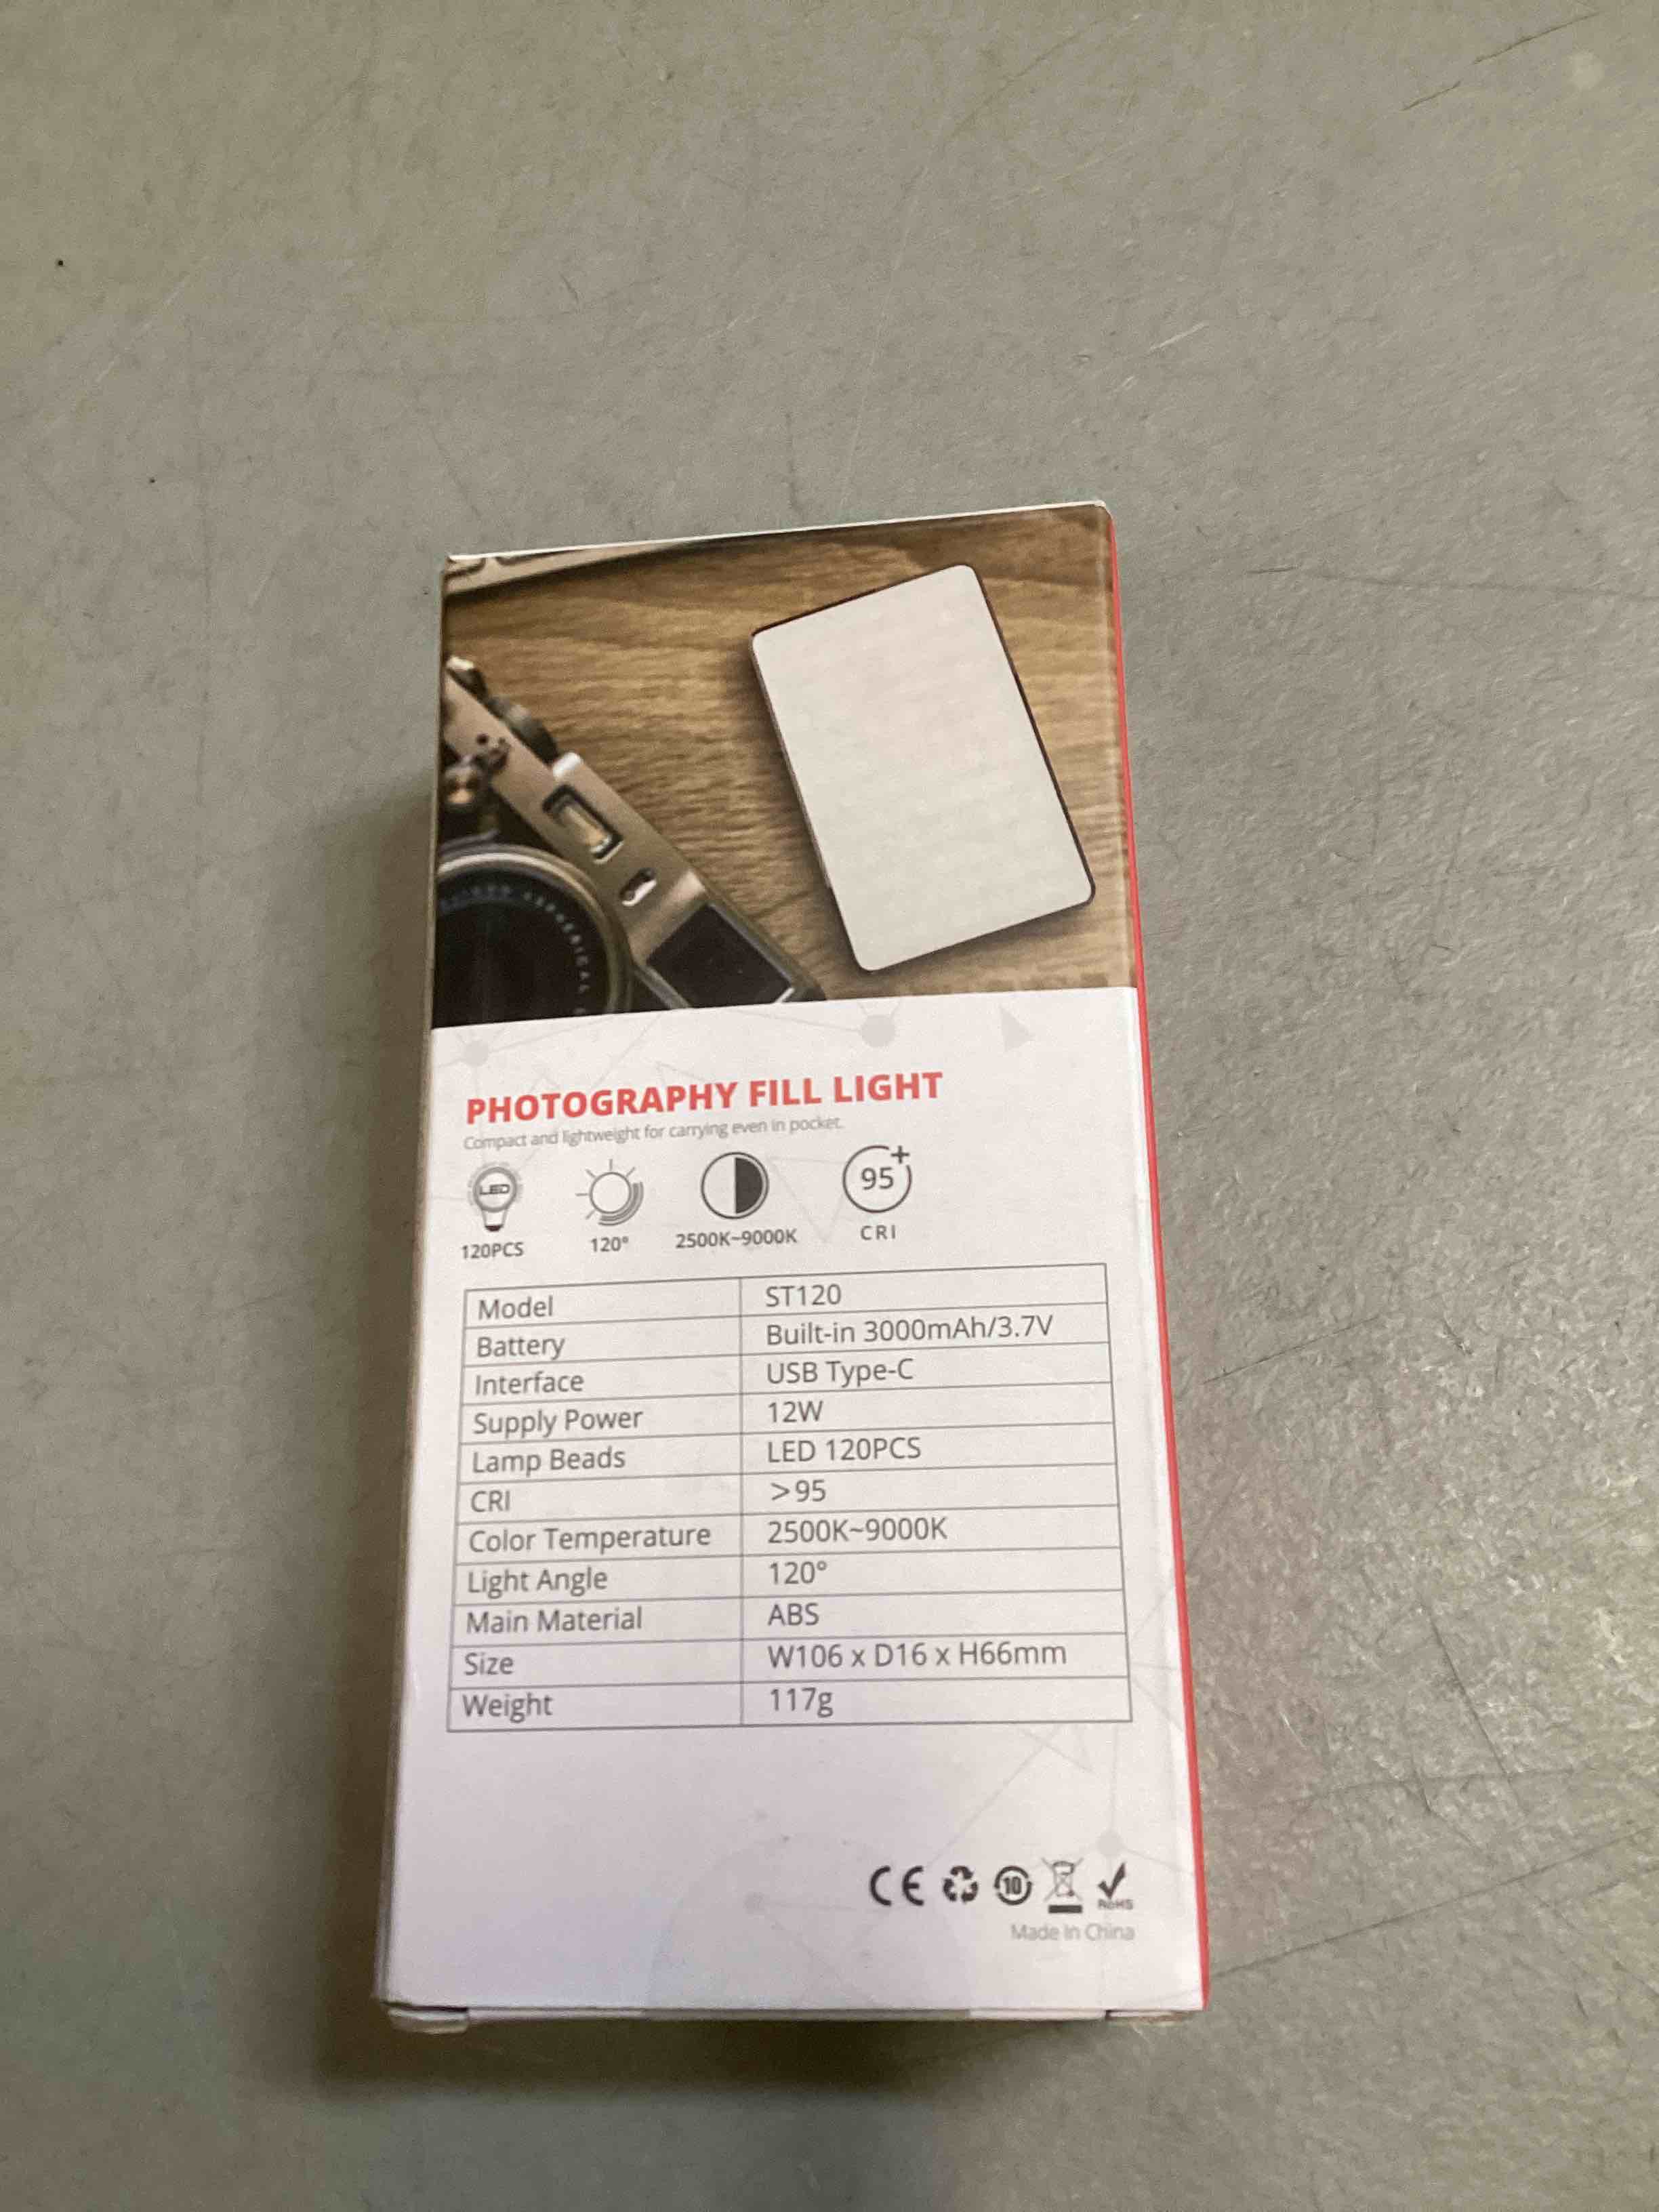 ASPHERICAL
PHOTOGRAPHY FILL LIGHT
Compact and lightweight for carrying even in pocket.
LED
95+
120PCS
120°
2500K~9000K
CRI
Model ST120
Battery Built-in 3000mAh/3.7V
Interface USB Type-C
Supply Power 12W
Lamp Beads LED 120PCS
CRI >95
Color Temperature 2500K~9000K
Light Angle 120°
Main Material ABS
Size W106 x D16 x H66mm
Weight 117g
CE 10 RoHS
Made In China